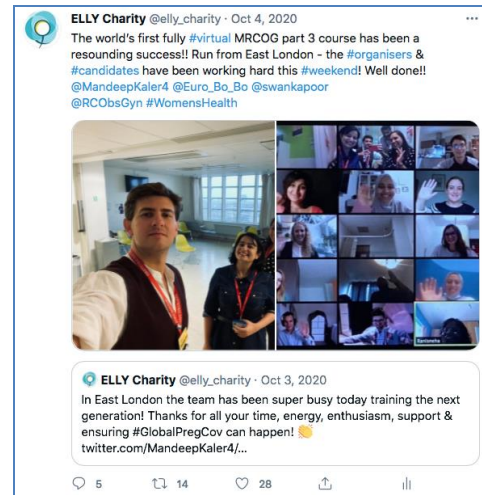 ELLY Charity @elly_charity · Oct 4, 2020
The world's first fully #virtual MRCOG part 3 course has been a
resounding success!! Run from East London - the #organisers &
#candidates have been working hard this #weekend! Well done!!
@MandeepKaler4 @Euro_Bo_Bo @swankapoor
@RCObsGyn #WomensHealth
ELLY Charity @elly_charity · Oct 3, 2020
In East London the team has been super busy today training the next
generation! Thanks for all your time, energy, enthusiasm, support &
ensuring #GlobalPregCov can happen! 👏
twitter.com/MandeepKaler4/...
5 14 28